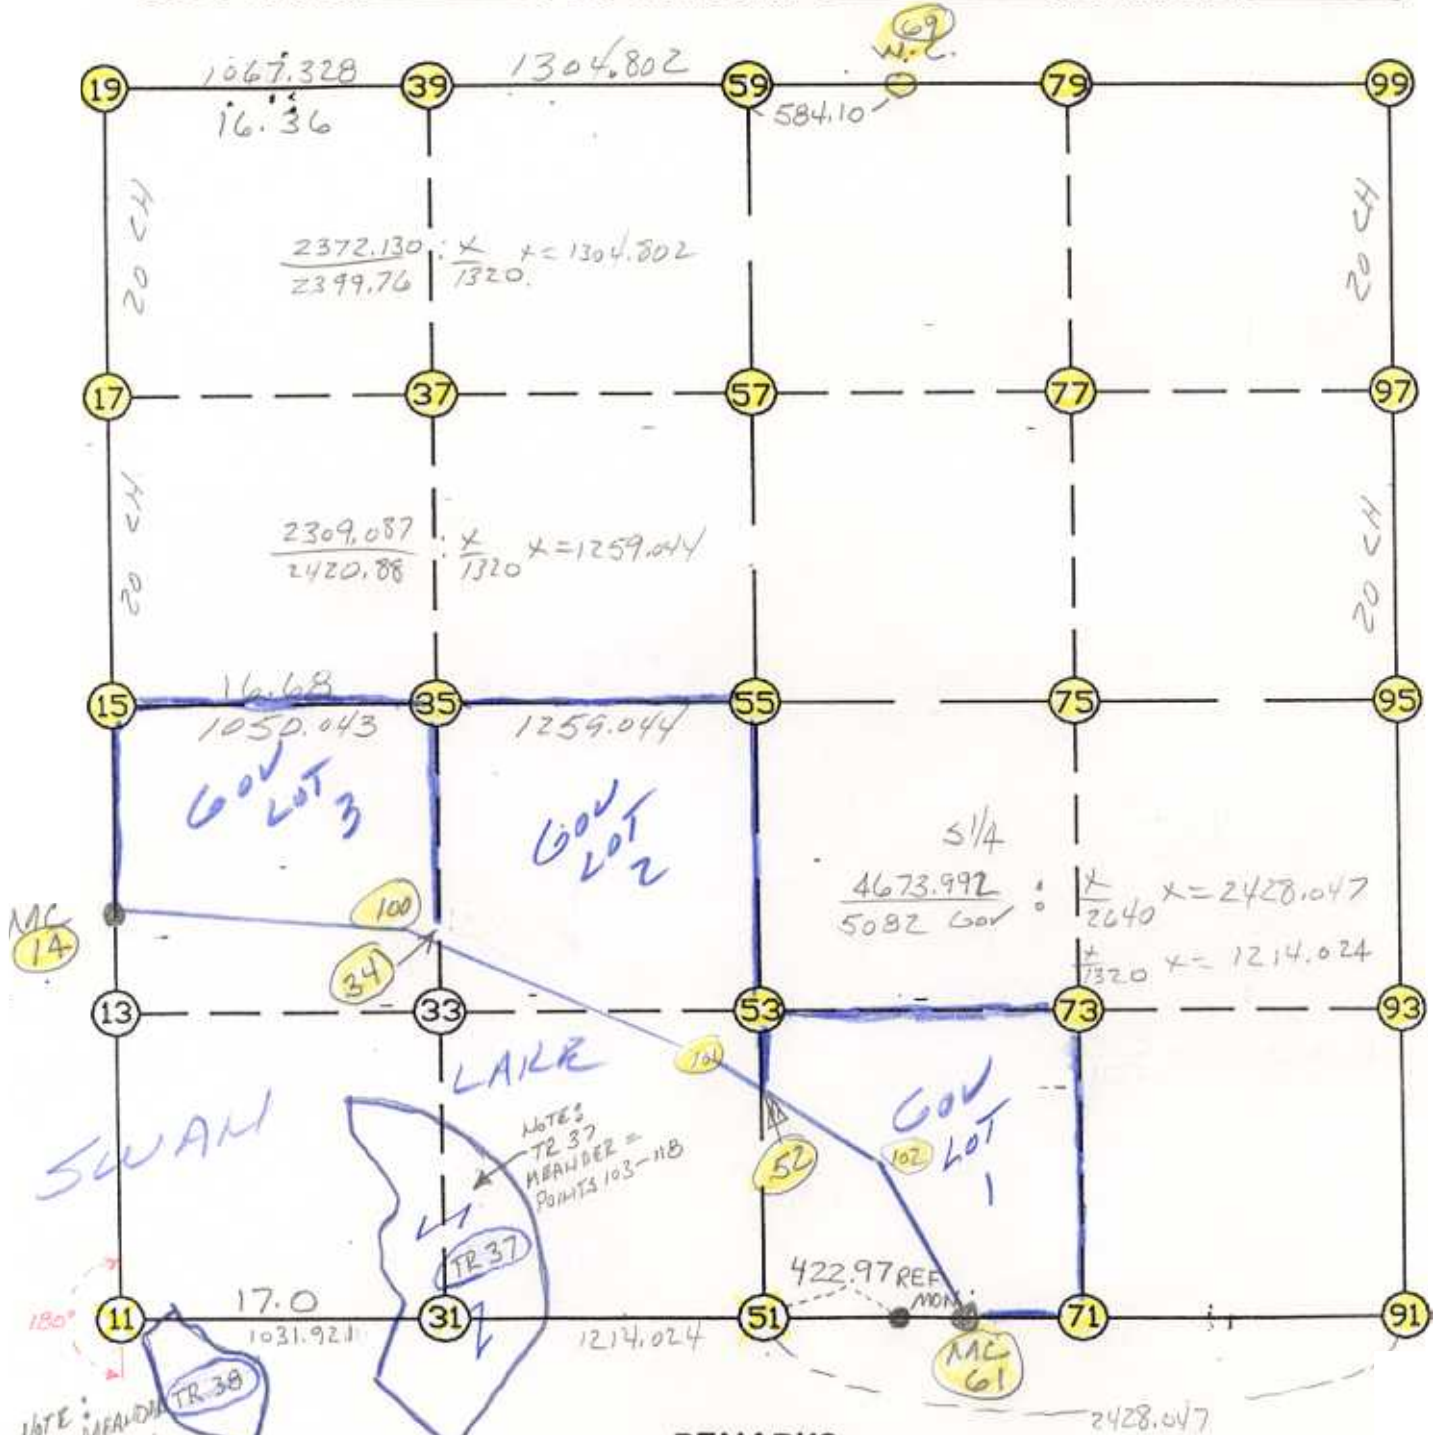 69
M.C.
19
1067.328
39
1304.802
59
79
99
16.36
584.10
20 CH
20 CH
2372.130 : x x = 1304.802
2399.76 1320
17
37
57
77
97
20 CH
20 CH
2309.087 : x x = 1259.044
2420.88 1320
15
16.68
35
55
75
95
1050.043
1259.044
GOV
LOT 3
GOV
LOT
2
S 1/4
4673.992 : x x = 2428.047
5082 GOV 2640
x x = 1214.024
1320
MC
14
100
34
13
33
53
73
93
LAKE
101
SWAN
NOTE:
TR 37
MEANDER =
POINTS 103-118
GOV
LOT
1
52
102
TR 37
422.97 REF
MON
180°
11
17.0
31
51
71
91
1031.921
1214.024
MC
61
TR 38
NOTE:
MEANDER
2428.047
REMARKS